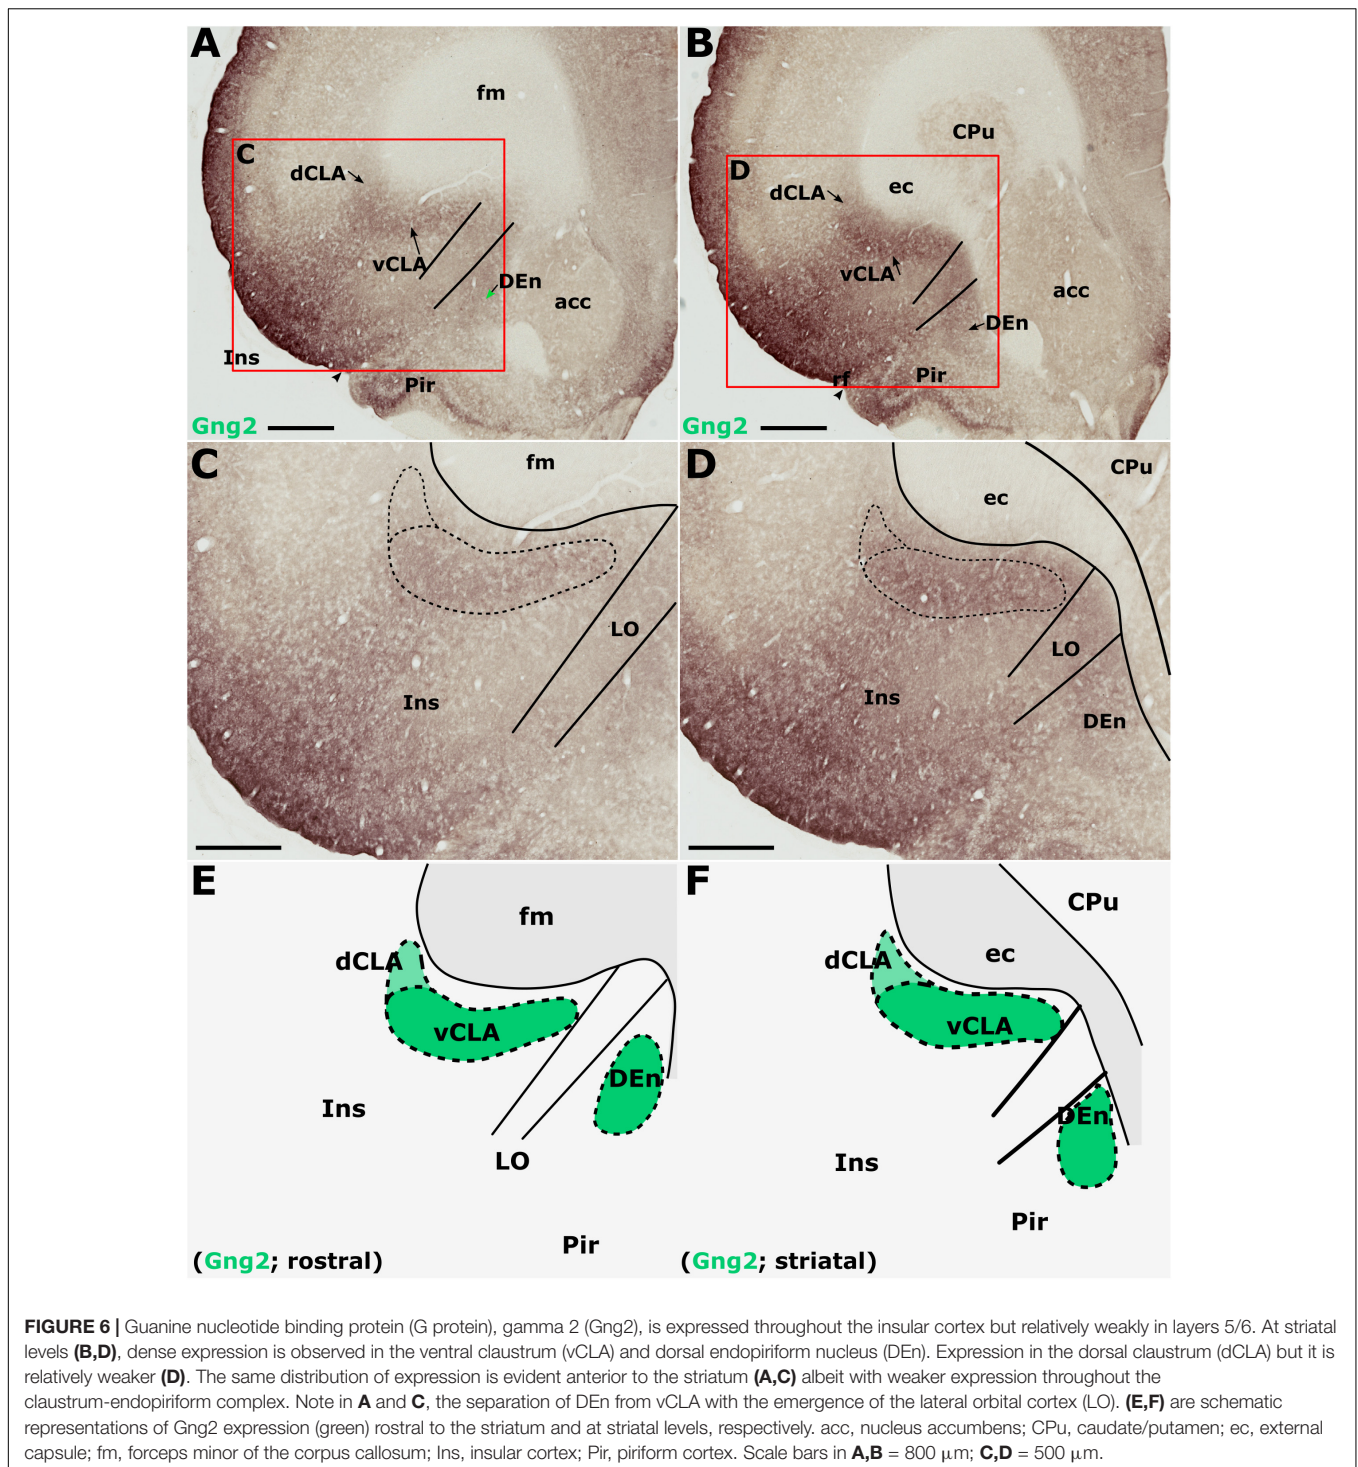 A
fm
C
dCLA
vCLA
DEn
acc
Ins
Pir
Gng2
B
CPu
D
ec
dCLA
vCLA
acc
DEn
rf
Pir
Gng2
C
fm
LO
Ins
D
CPu
ec
LO
Ins
DEn
E
fm
dCLA
vCLA
DEn
Ins
LO
Pir
(Gng2; rostral)
F
CPu
ec
dCLA
vCLA
DEn
Ins
Pir
(Gng2; striatal)
FIGURE 6 | Guanine nucleotide binding protein (G protein), gamma 2 (Gng2), is expressed throughout the insular cortex but relatively weakly in layers 5/6. At striatal
levels (B,D), dense expression is observed in the ventral claustrum (vCLA) and dorsal endopiriform nucleus (DEn). Expression in the dorsal claustrum (dCLA) but it is
relatively weaker (D). The same distribution of expression is evident anterior to the striatum (A,C) albeit with weaker expression throughout the
claustrum-endopiriform complex. Note in A and C, the separation of DEn from vCLA with the emergence of the lateral orbital cortex (LO). (E,F) are schematic
representations of Gng2 expression (green) rostral to the striatum and at striatal levels, respectively. acc, nucleus accumbens; CPu, caudate/putamen; ec, external
capsule; fm, forceps minor of the corpus callosum; Ins, insular cortex; Pir, piriform cortex. Scale bars in A,B = 800 μm; C,D = 500 μm.